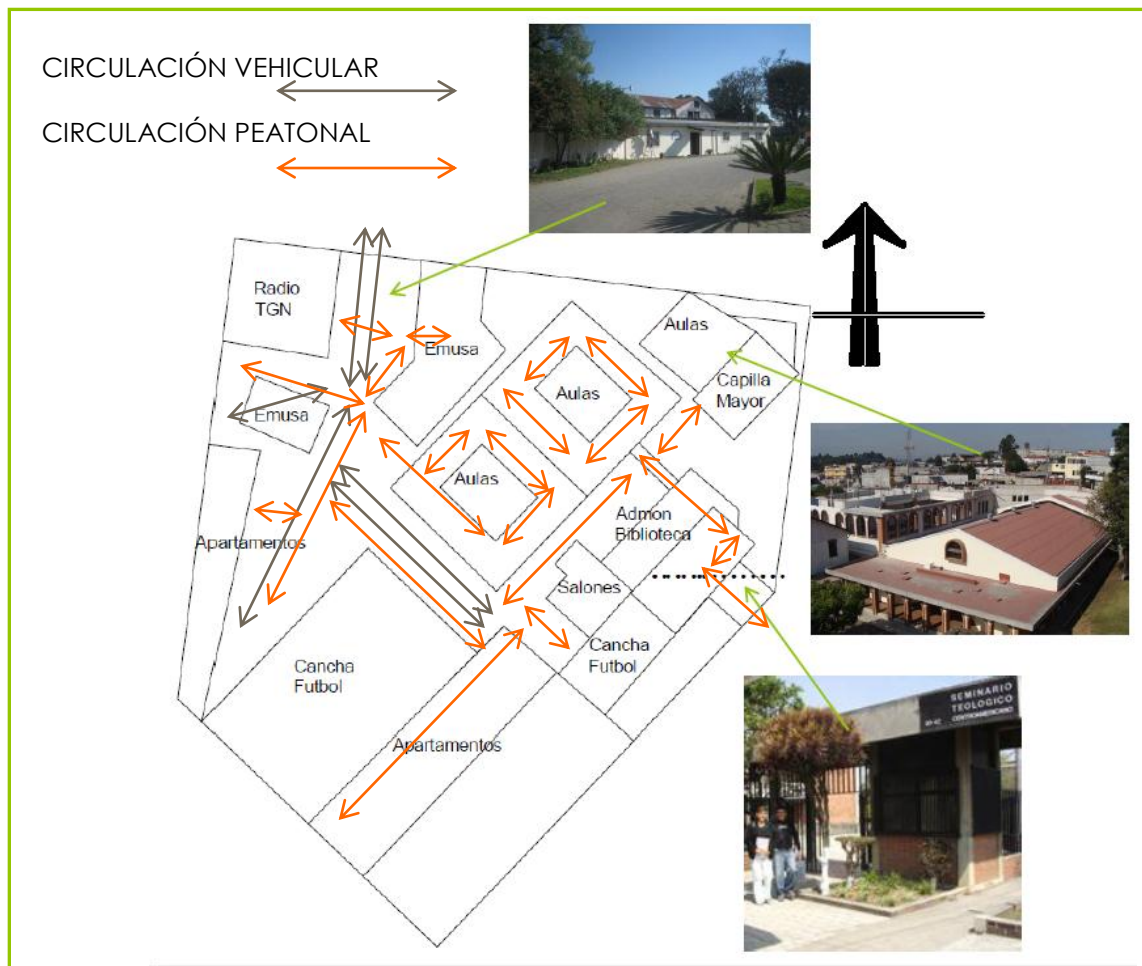 CIRCULACIÓN VEHICULAR
CIRCULACIÓN PEATONAL
Radio
TGN
Emusa
Aulas
Aulas
Capilla
Mayor
Emusa
Aulas
Admon
Biblioteca
Apartamentos
Salones
Cancha
Futbol
Cancha
Futbol
Apartamentos
SEMINARIO
TEOLOGICO
CENTROAMERICANO